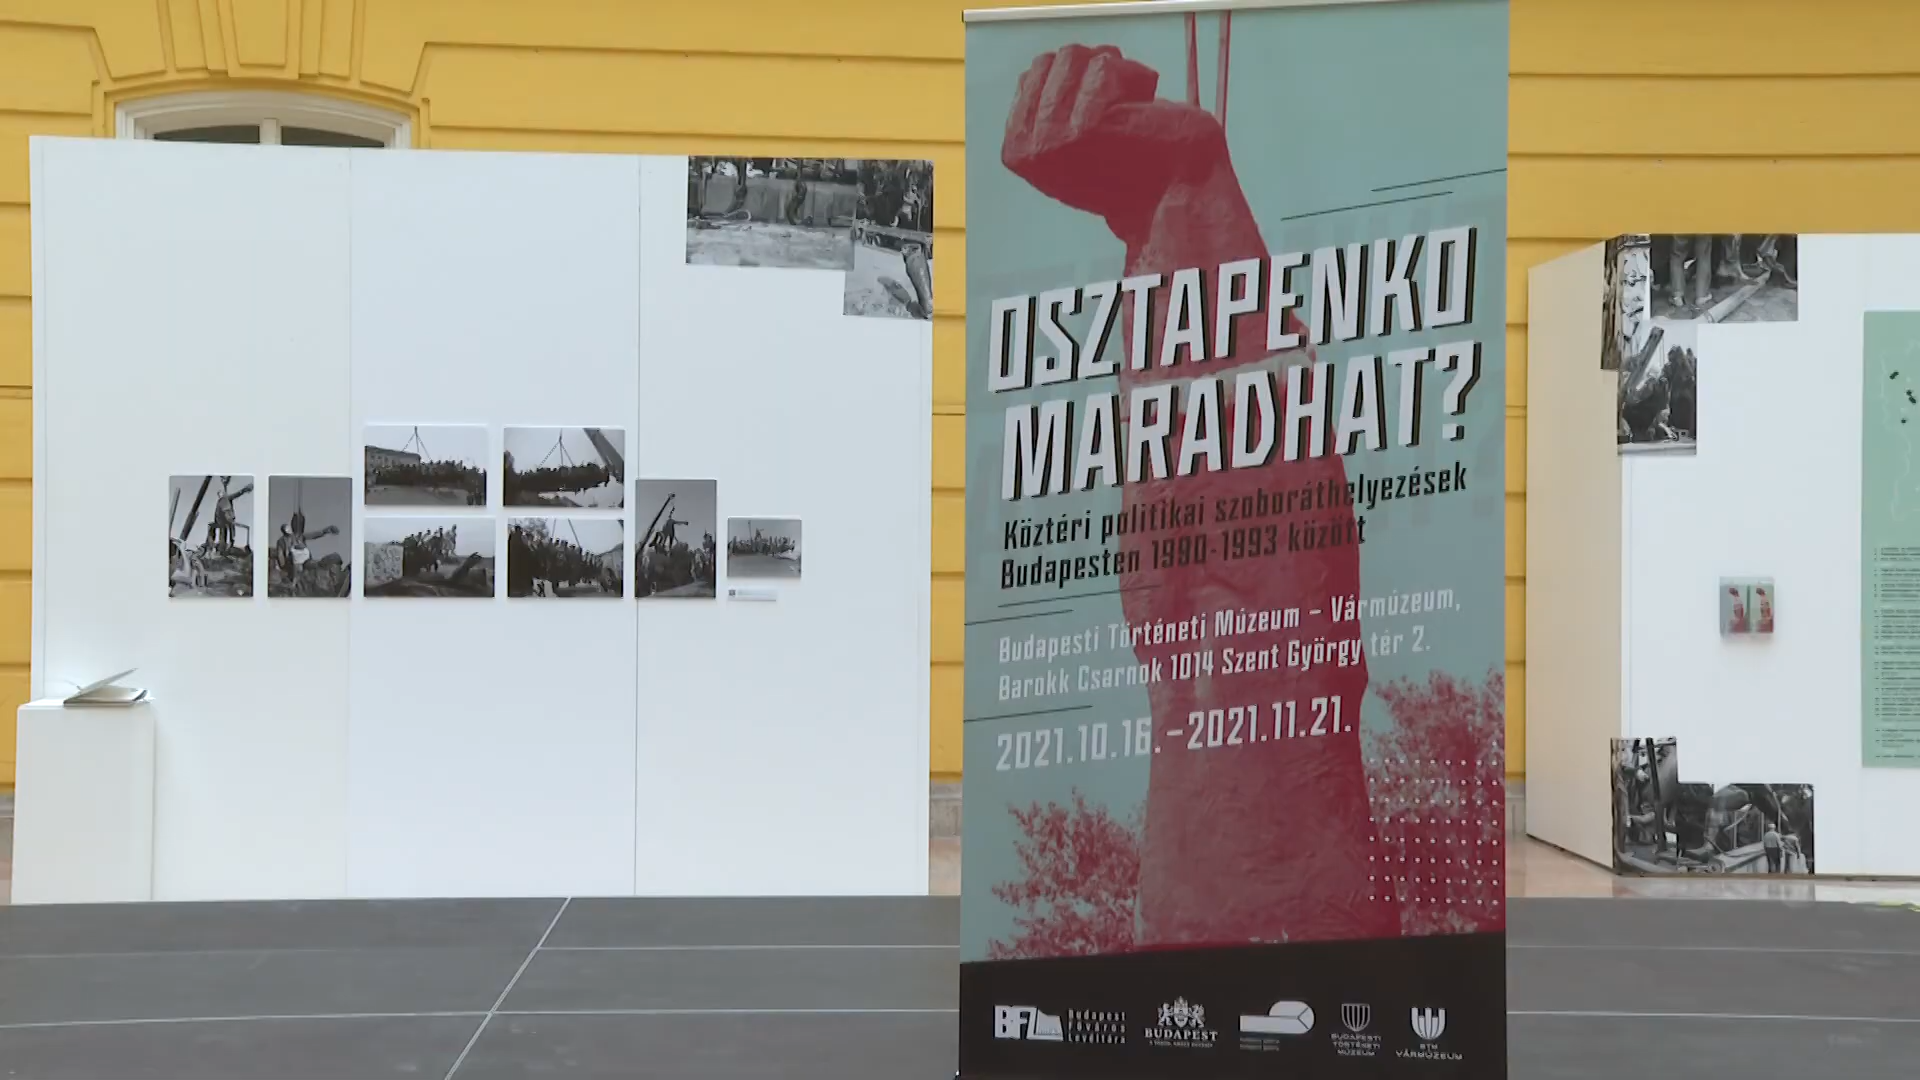 OSZTAPENKO
MARADHAT?
Köztéri politikai szoboráthelyezések
Budapesten 1990-1993 között
Budapesti Történeti Múzeum – Vármúzeum,
Barokk Csarnok 1014 Szent György tér 2.
2021.10.16.–2021.11.21.
BFL
Budapest
Főváros
Levéltára
BUDAPEST
BUDAPESTI
TÖRTÉNETI
MÚZEUM
BTM
VÁRMÚZEUM